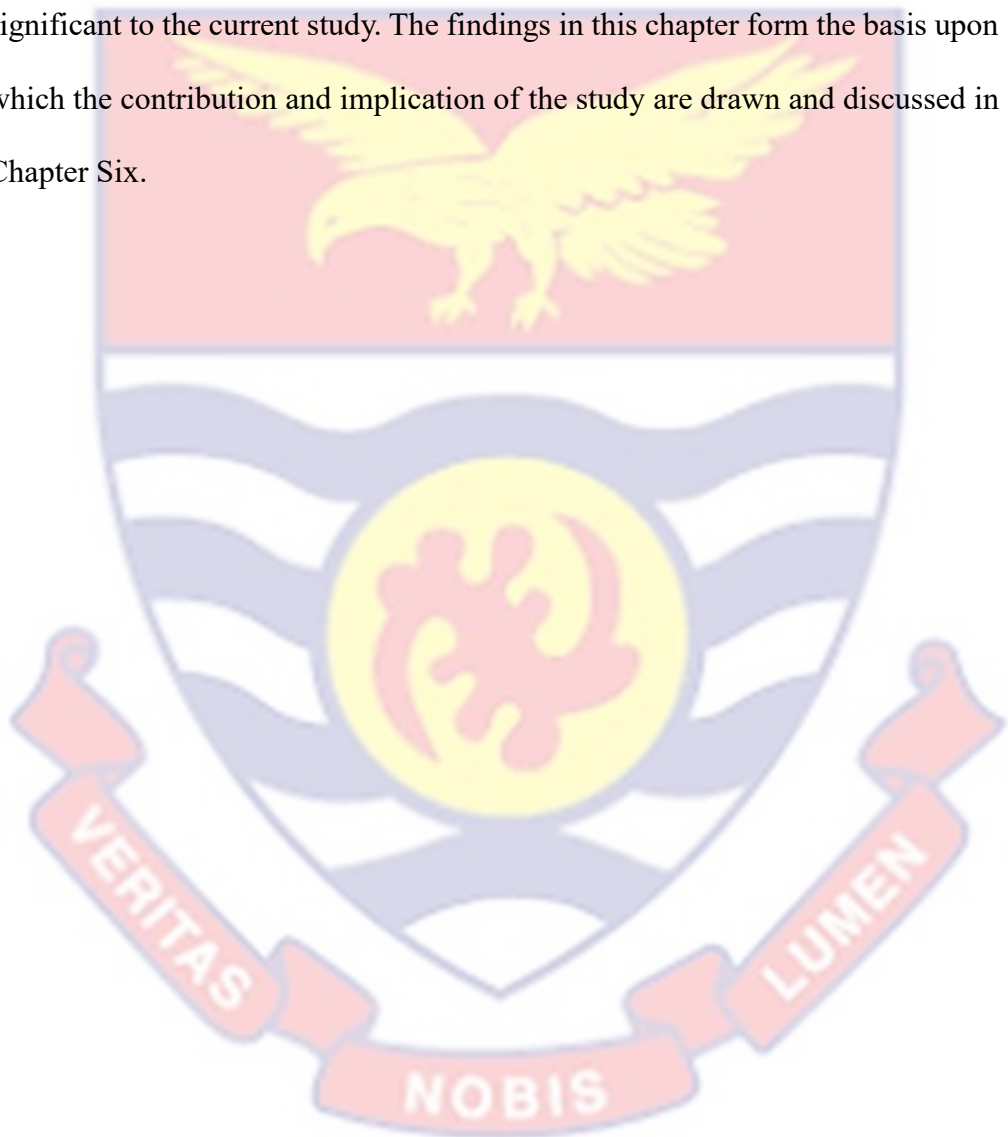 significant to the current study. The findings in this chapter form the basis upon
which the contribution and implication of the study are drawn and discussed in
Chapter Six.
VERITAS
NOBIS
LUMEN